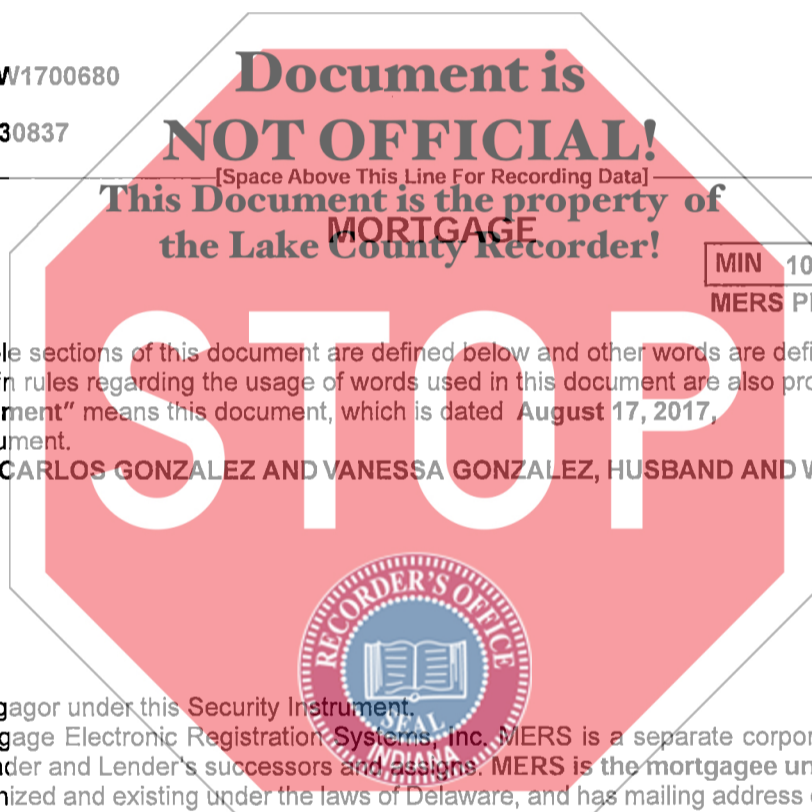 W1700680
Document is
30837
NOT OFFICIAL!
[Space Above This Line For Recording Data]
This Document is the property of
MORTGAGE
the Lake County Recorder!
MIN 10
MERS P
le sections of this document are defined below and other words are defi
n rules regarding the usage of words used in this document are also pro
ment" means this document, which is dated August 17, 2017,
ument.
CARLOS GONZALEZ AND VANESSA GONZALEZ, HUSBAND AND W
STOP
RECORDER'S OFFICE
SEAL
INDIANA
gagor under this Security Instrument.
gage Electronic Registration Systems, Inc. MERS is a separate corpor
der and Lender's successors and assigns. MERS is the mortgagee un
nized and existing under the laws of Delaware, and has mailing address